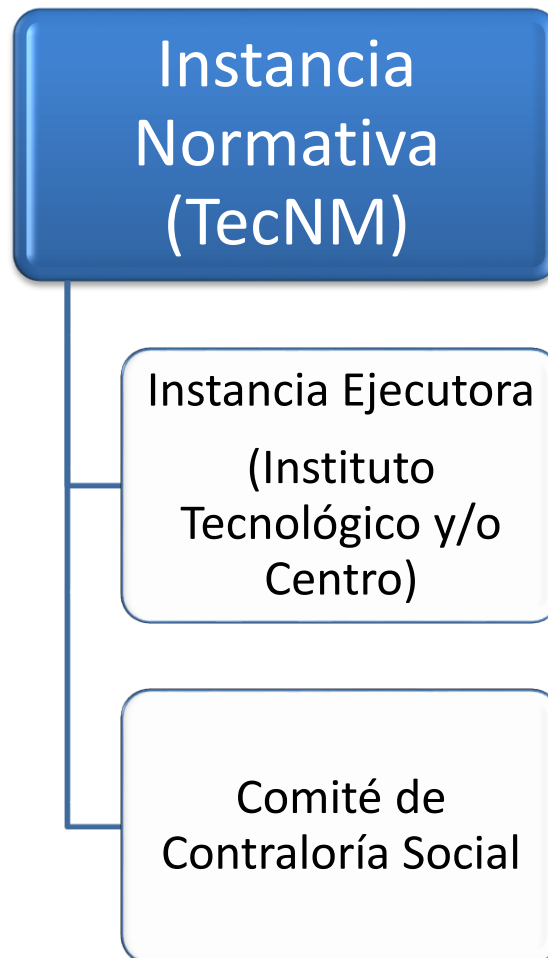 Instancia
Normativa
(TecNM)
Instancia Ejecutora
(Instituto
Tecnológico y/o
Centro)
Comité de
Contraloría Social